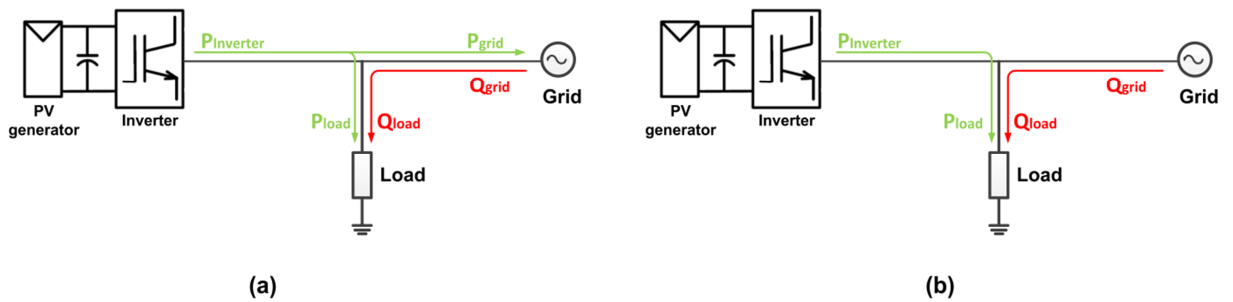 PInverter
Pgrid
Qgrid
Grid
PV
generator
Inverter
Pload
Qload
Load
(a)
PInverter
Qgrid
Grid
PV
generator
Inverter
Pload
Qload
Load
(b)